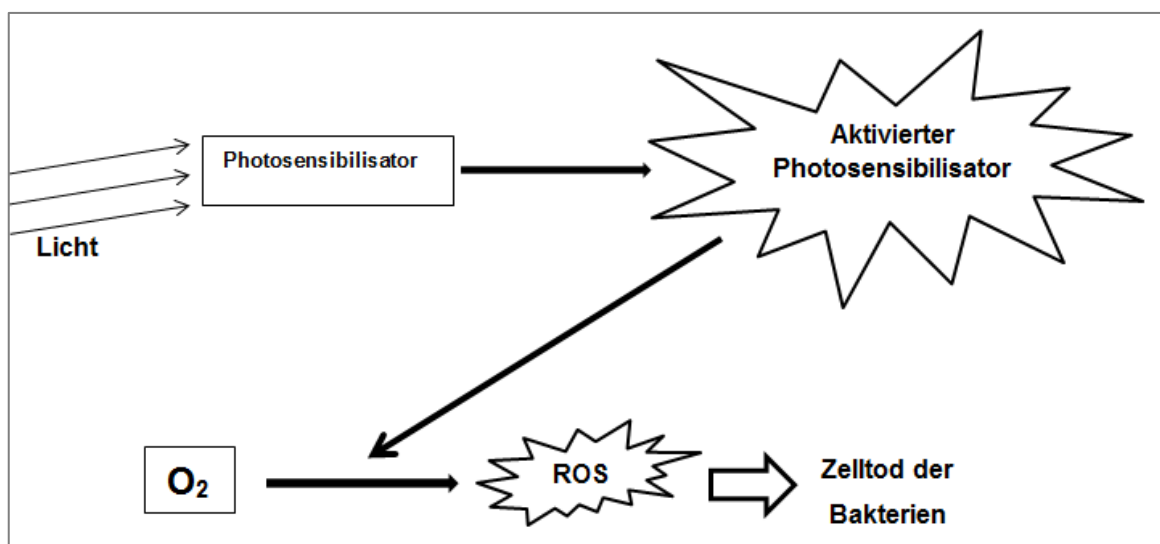 Photosensibilisator
Aktivierter
Photosensibilisator
Licht
O₂
ROS
Zelltod der
Bakterien